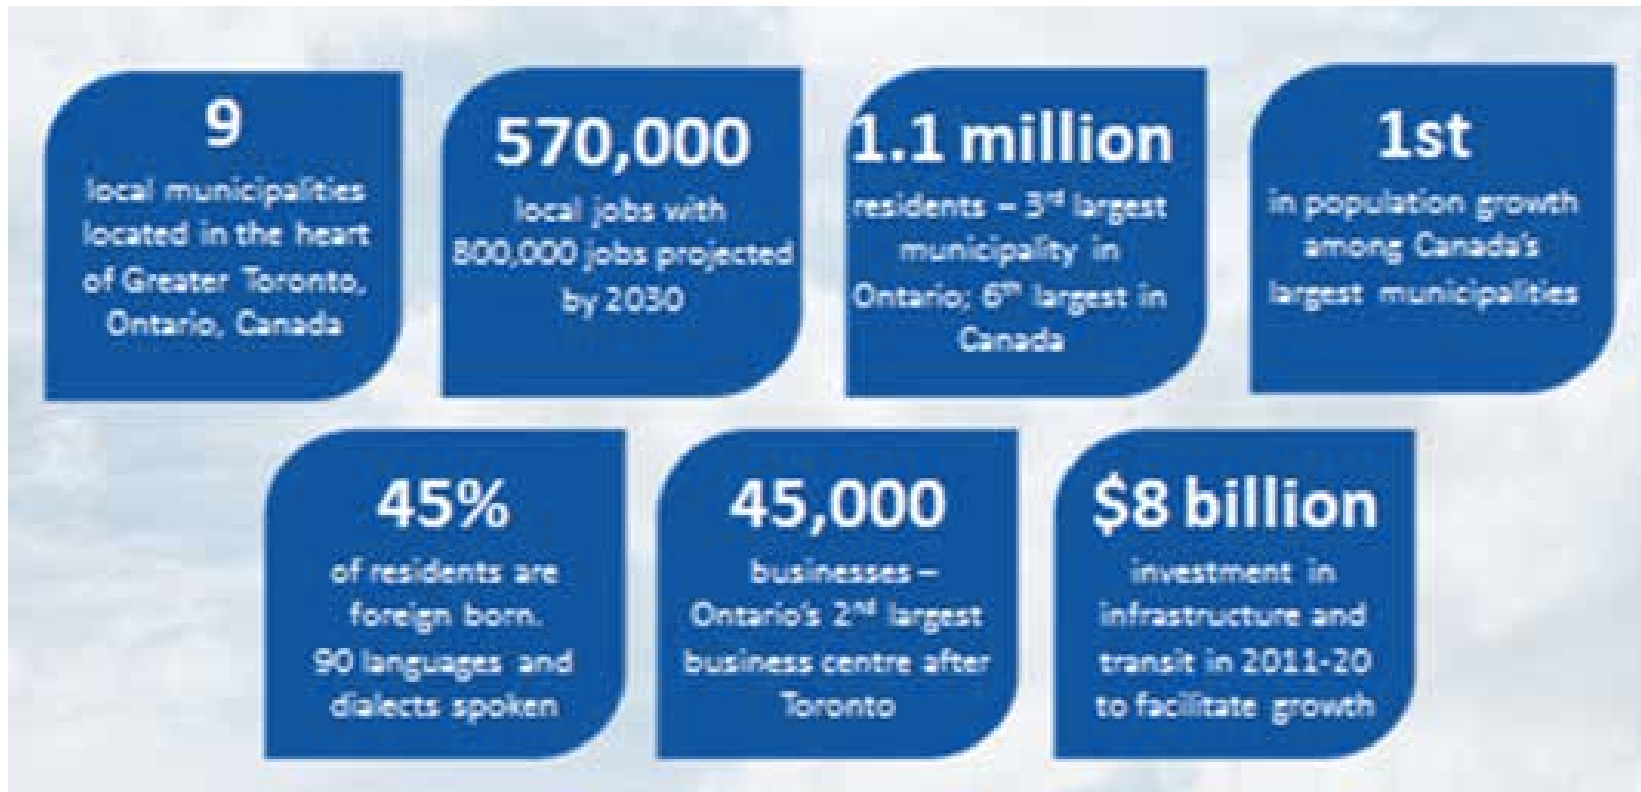 9
local municipalities
located in the heart
of Greater Toronto,
Ontario, Canada
570,000
local jobs with
800,000 jobs projected
by 2030
1.1 million
residents – 3rd largest
municipality in
Ontario; 6th largest in
Canada
1st
in population growth
among Canada's
largest municipalities
45%
of residents are
foreign born.
90 languages and
dialects spoken
45,000
businesses –
Ontario's 2nd largest
business centre after
Toronto
$8 billion
investment in
infrastructure and
transit in 2011-20
to facilitate growth